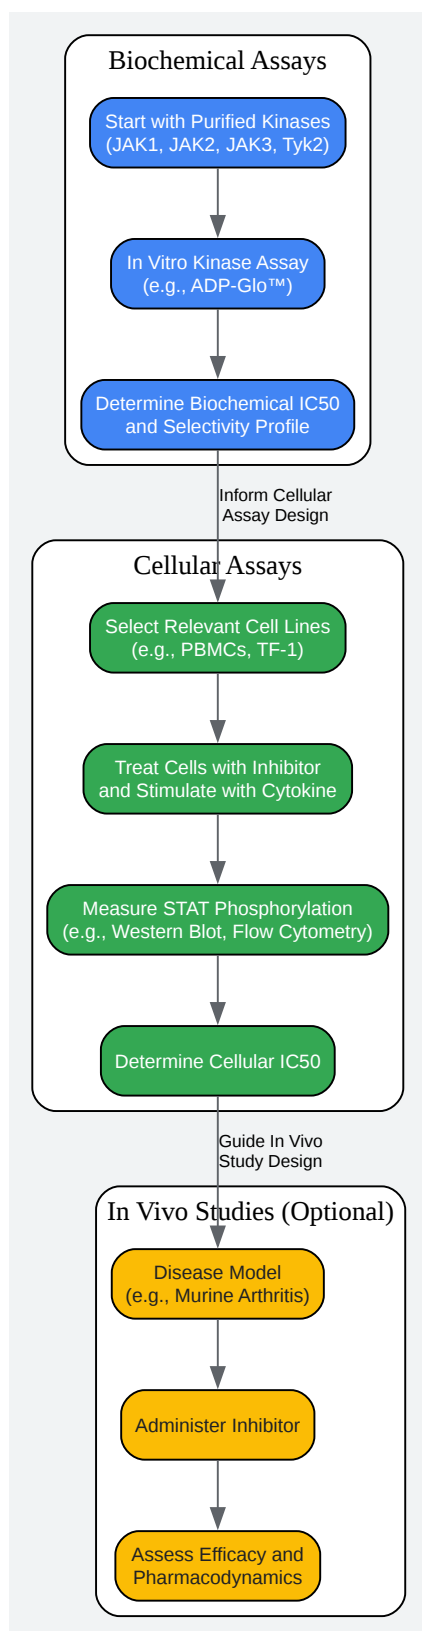 Biochemical Assays
Start with Purified Kinases
(JAK1, JAK2, JAK3, Tyk2)
In Vitro Kinase Assay
(e.g., ADP-Glo™)
Determine Biochemical IC50
and Selectivity Profile
Inform Cellular
Assay Design
Cellular Assays
Select Relevant Cell Lines
(e.g., PBMCs, TF-1)
Treat Cells with Inhibitor
and Stimulate with Cytokine
Measure STAT Phosphorylation
(e.g., Western Blot, Flow Cytometry)
Determine Cellular IC50
Guide In Vivo
Study Design
In Vivo Studies (Optional)
Disease Model
(e.g., Murine Arthritis)
Administer Inhibitor
Assess Efficacy and
Pharmacodynamics